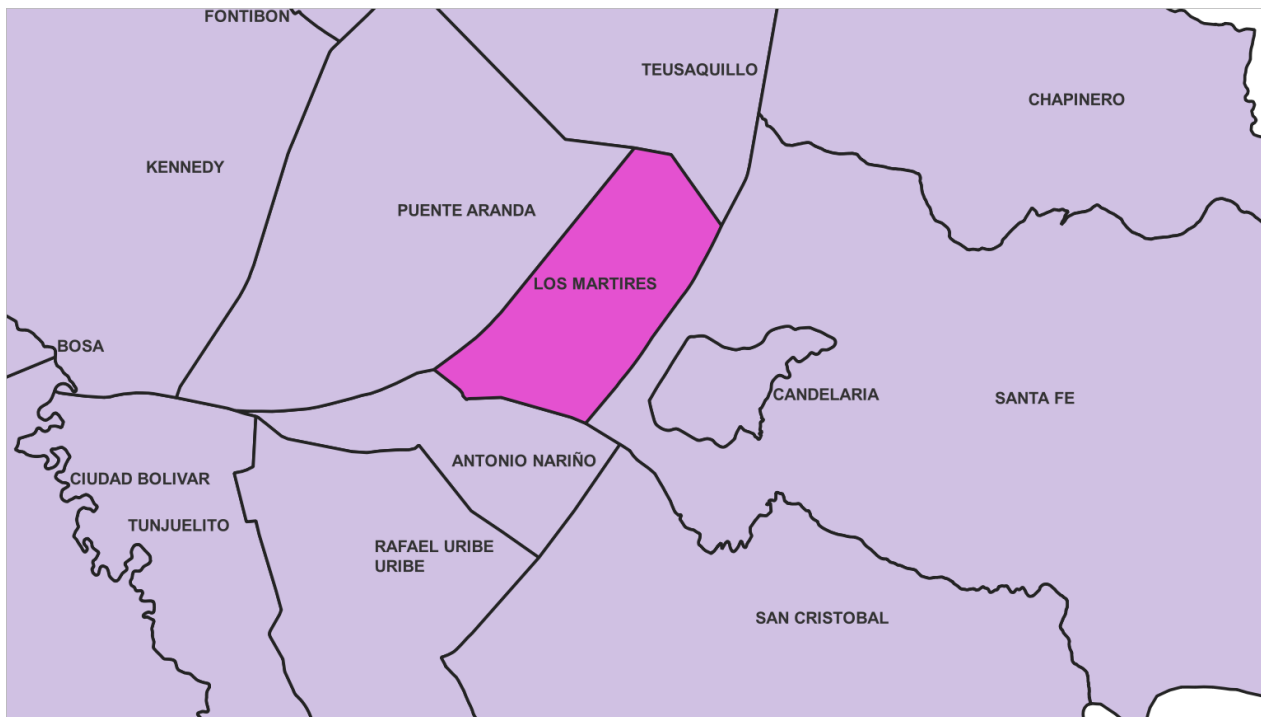 FONTIBON
TEUSAQUILLO
CHAPINERO
KENNEDY
PUENTE ARANDA
LOS MARTIRES
BOSA
CANDELARIA
SANTA FE
ANTONIO NARIÑO
CIUDAD BOLIVAR
TUNJUELITO
RAFAEL URIBE
URIBE
SAN CRISTOBAL